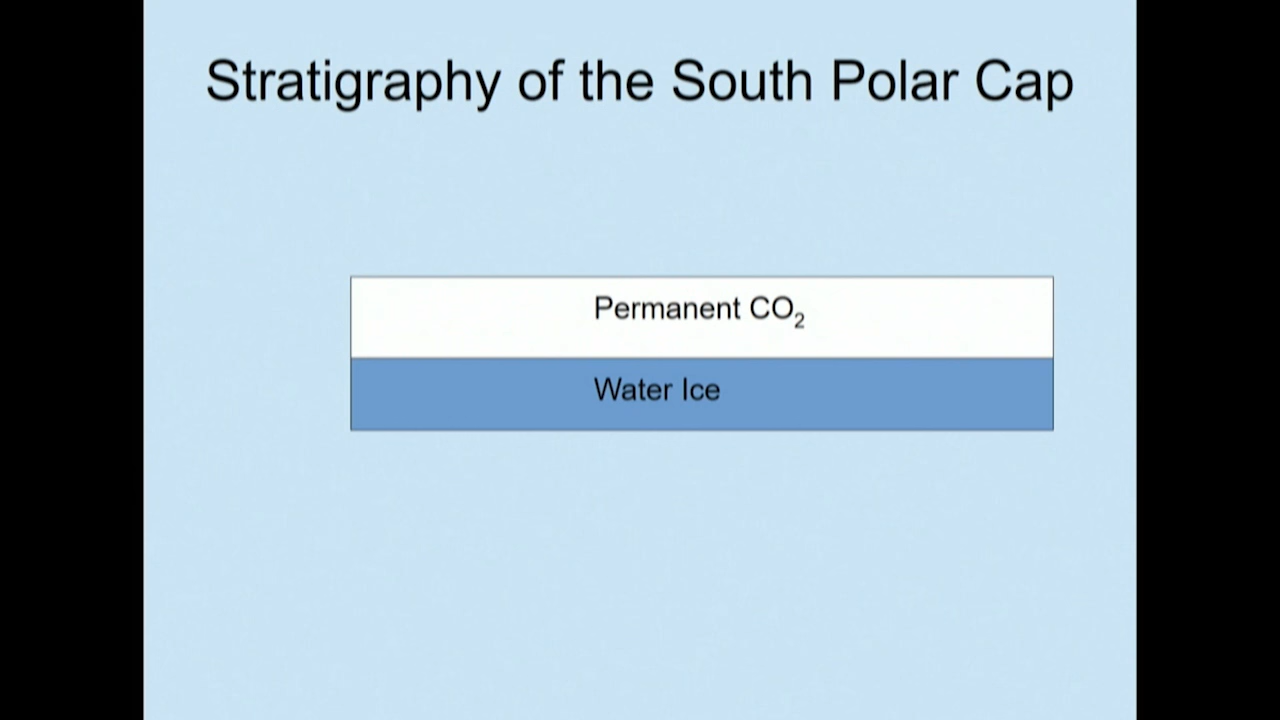 Stratigraphy of the South Polar Cap
Permanent CO₂
Water Ice